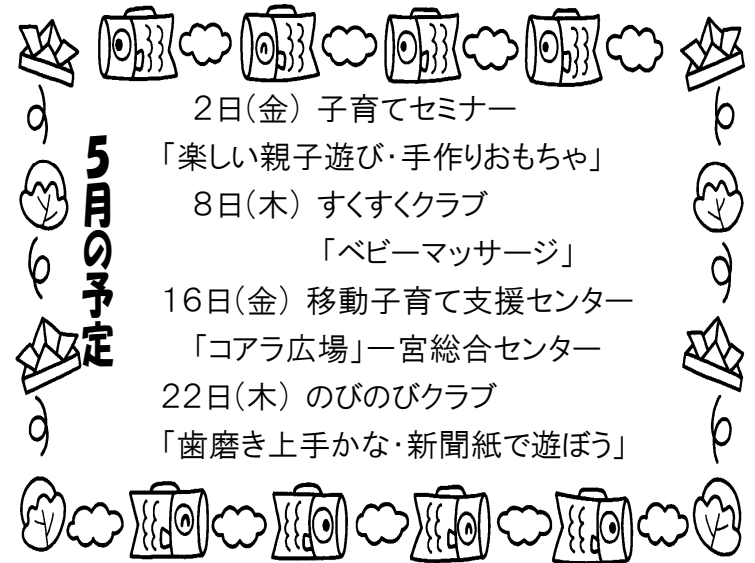 5月の予定
2日(金) 子育てセミナー
「楽しい親子遊び・手作りおもちゃ」
8日(木) すくすくクラブ
「ベビーマッサージ」
16日(金) 移動子育て支援センター
「コアラ広場」一宮総合センター
22日(木) のびのびクラブ
「歯磨き上手かな・新聞紙で遊ぼう」